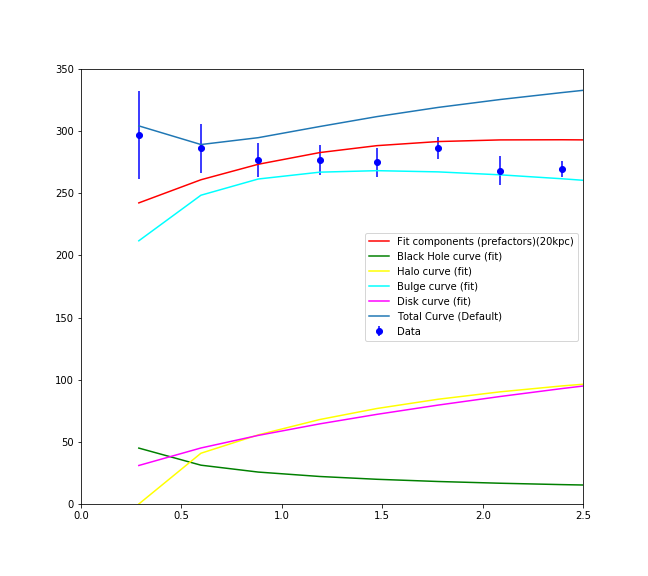 350
300
250
200
150
100
50
0
Fit components (prefactors)(20kpc)
Black Hole curve (fit)
Halo curve (fit)
Bulge curve (fit)
Disk curve (fit)
Total Curve (Default)
Data
0.0 0.5 1.0 1.5 2.0 2.5